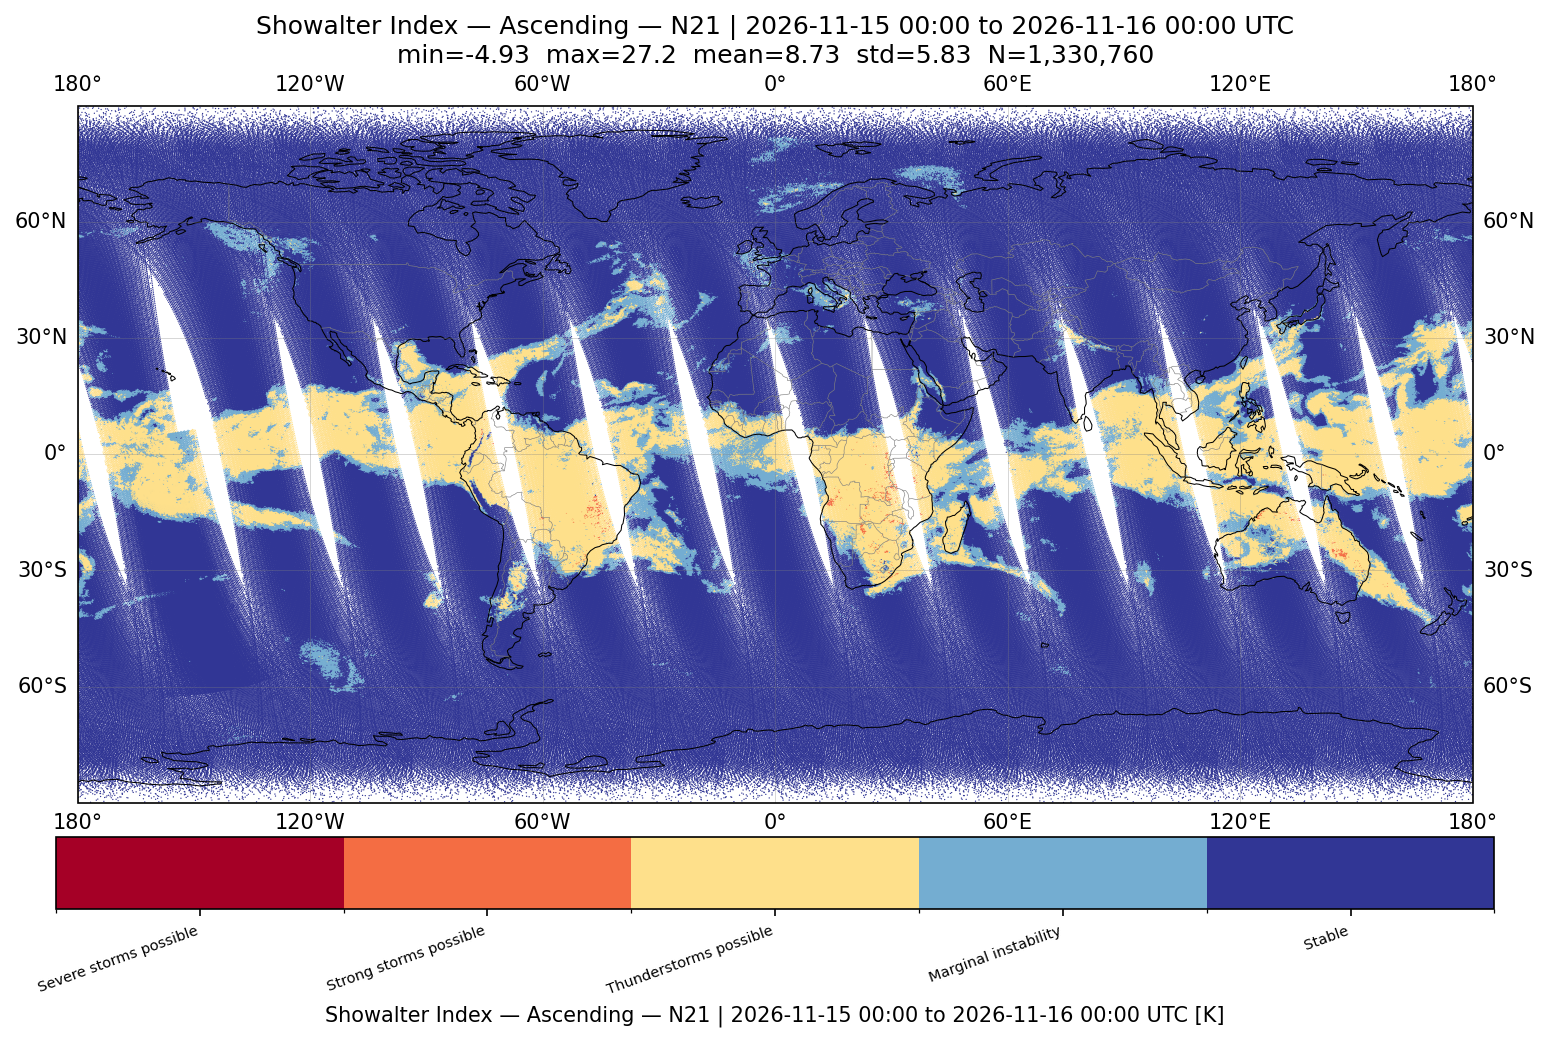 Showalter Index — Ascending — N21 | 2026-11-15 00:00 to 2026-11-16 00:00 UTC
min=-4.93  max=27.2  mean=8.73  std=5.83  N=1,330,760
180° 120°W 60°W 0° 60°E 120°E 180°
60°N 60°N
30°N 30°N
0° 0°
30°S 30°S
60°S 60°S
180° 120°W 60°W 0° 60°E 120°E 180°
Severe storms possible
Strong storms possible
Thunderstorms possible
Marginal instability
Stable
Showalter Index — Ascending — N21 | 2026-11-15 00:00 to 2026-11-16 00:00 UTC [K]